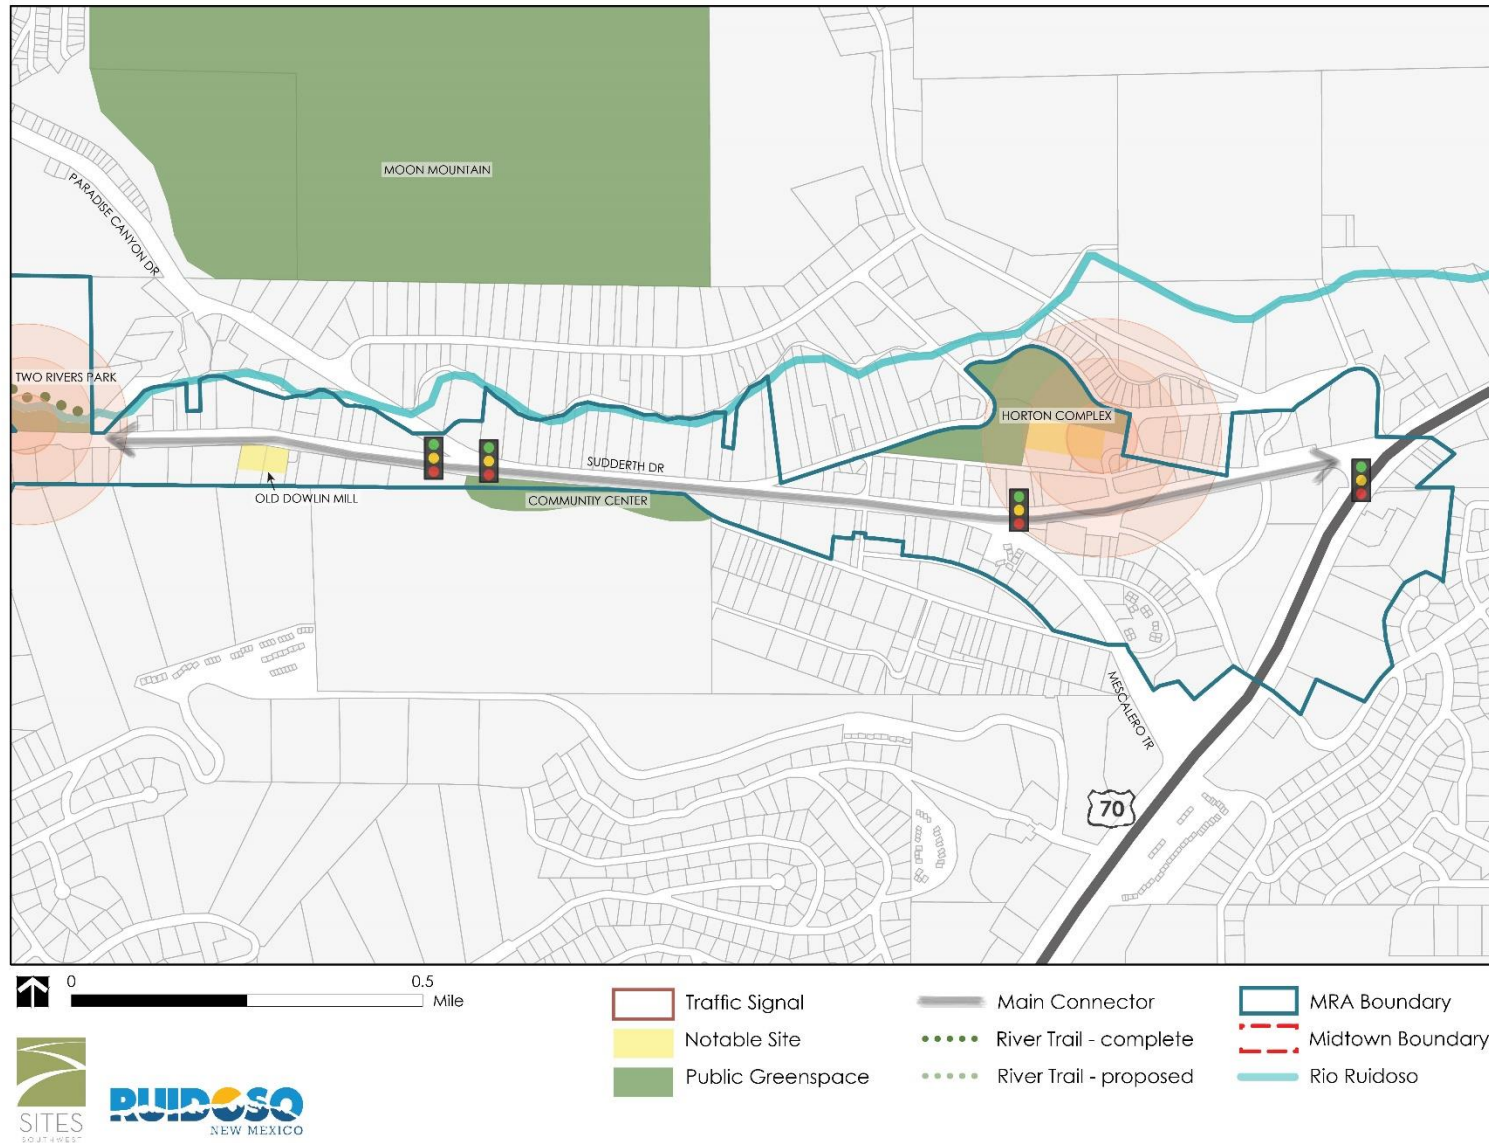 MOON MOUNTAIN
PARADISE CANYON DR
TWO RIVERS PARK
HORTON COMPLEX
SUDDERTH DR
OLD DOWLIN MILL
COMMUNTIY CENTER
MESCALERO TR
70
0 0.5
Mile
Traffic Signal
Notable Site
Public Greenspace
Main Connector
River Trail - complete
River Trail - proposed
MRA Boundary
Midtown Boundary
Rio Ruidoso
SITES
SOUTHWEST
RUIDOSO
NEW MEXICO